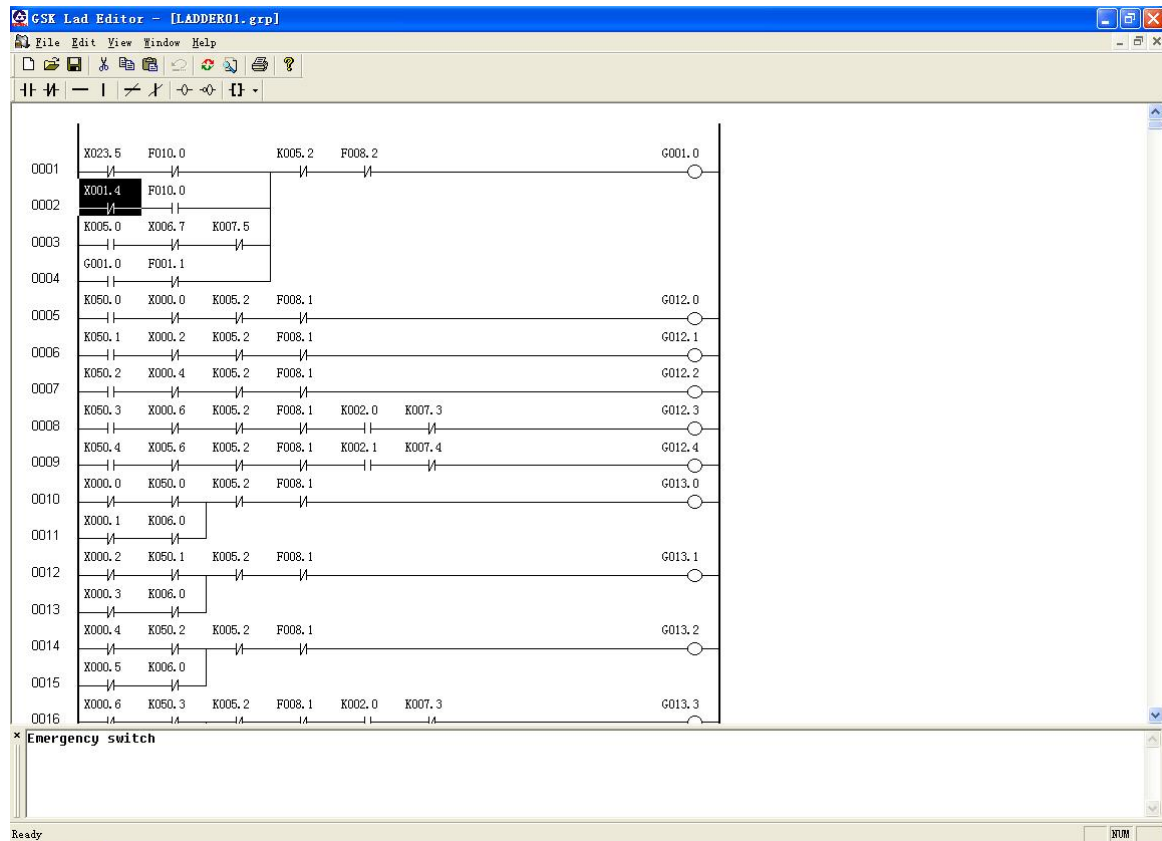 GSK Lad Editor - [LADDER01.grp]
File Edit View Window Help
X023.5 F010.0 K005.2 F008.2 G001.0
0001
X001.4 F010.0
0002
K005.0 X006.7 K007.5
0003
G001.0 F001.1
0004
K050.0 X000.0 K005.2 F008.1 G012.0
0005
K050.1 X000.2 K005.2 F008.1 G012.1
0006
K050.2 X000.4 K005.2 F008.1 G012.2
0007
K050.3 X000.6 K005.2 F008.1 K002.0 K007.3 G012.3
0008
K050.4 X005.6 K005.2 F008.1 K002.1 K007.4 G012.4
0009
X000.0 K050.0 K005.2 F008.1 G013.0
0010
X000.1 K006.0
0011
X000.2 K050.1 K005.2 F008.1 G013.1
0012
X000.3 K006.0
0013
X000.4 K050.2 K005.2 F008.1 G013.2
0014
X000.5 K006.0
0015
X000.6 K050.3 K005.2 F008.1 K002.0 K007.3 G013.3
0016
Emergency switch
Ready NUM